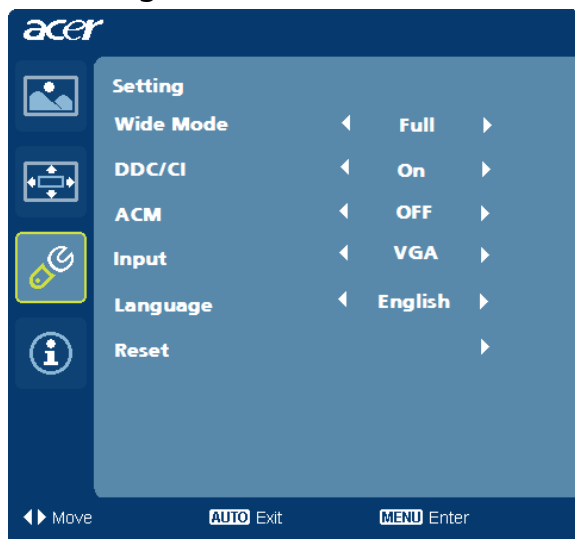 acer
Setting
Wide Mode Full
DDC/CI On
ACM OFF
Input VGA
Language English
Reset
Move AUTO Exit MENU Enter